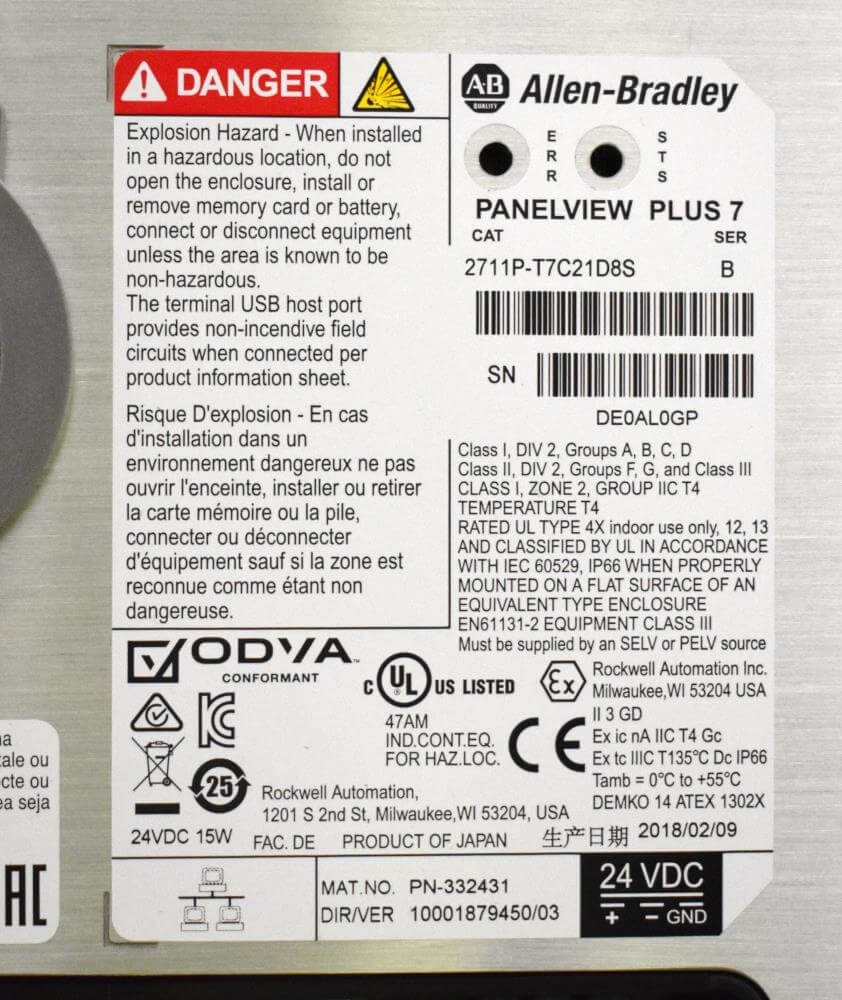 DANGER
Explosion Hazard - When installed
in a hazardous location, do not
open the enclosure, install or
remove memory card or battery,
connect or disconnect equipment
unless the area is known to be
non-hazardous.
The terminal USB host port
provides non-incendive field
circuits when connected per
product information sheet.
Risque D'explosion - En cas
d'installation dans un
environnement dangereux ne pas
ouvrir l'enceinte, installer ou retirer
la carte mémoire ou la pile,
connecter ou déconnecter
d'équipement sauf si la zone est
reconnue comme étant non
dangereuse.
A-B
QUALITY
Allen-Bradley
ERR
STS
PANELVIEW PLUS 7
CAT SER
2711P-T7C21D8S B
SN
DE0AL0GP
Class I, DIV 2, Groups A, B, C, D
Class II, DIV 2, Groups F, G, and Class III
CLASS I, ZONE 2, GROUP IIC T4
TEMPERATURE T4
RATED UL TYPE 4X indoor use only, 12, 13
AND CLASSIFIED BY UL IN ACCORDANCE
WITH IEC 60529, IP66 WHEN PROPERLY
MOUNTED ON A FLAT SURFACE OF AN
EQUIVALENT TYPE ENCLOSURE
EN61131-2 EQUIPMENT CLASS III
Must be supplied by an SELV or PELV source
ODVA
CONFORMANT
C UL US LISTED
47AM
IND.CONT.EQ.
FOR HAZ.LOC.
CE
Ex
Rockwell Automation Inc.
Milwaukee,WI 53204 USA
II 3 GD
Ex ic nA IIC T4 Gc
Ex tc IIIC T135°C Dc IP66
Tamb = 0°C to +55°C
DEMKO 14 ATEX 1302X
25
Rockwell Automation,
1201 S 2nd St, Milwaukee,WI 53204, USA
24VDC 15W FAC. DE PRODUCT OF JAPAN 生产日期 2018/02/09
MAT.NO. PN-332431
DIR/VER 10001879450/03
24 VDC
+ − GND
tale ou
cte ou
ea seja